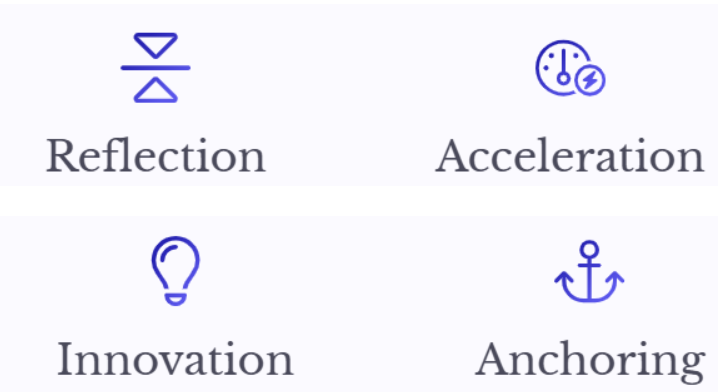 Reflection
Acceleration
Innovation
Anchoring